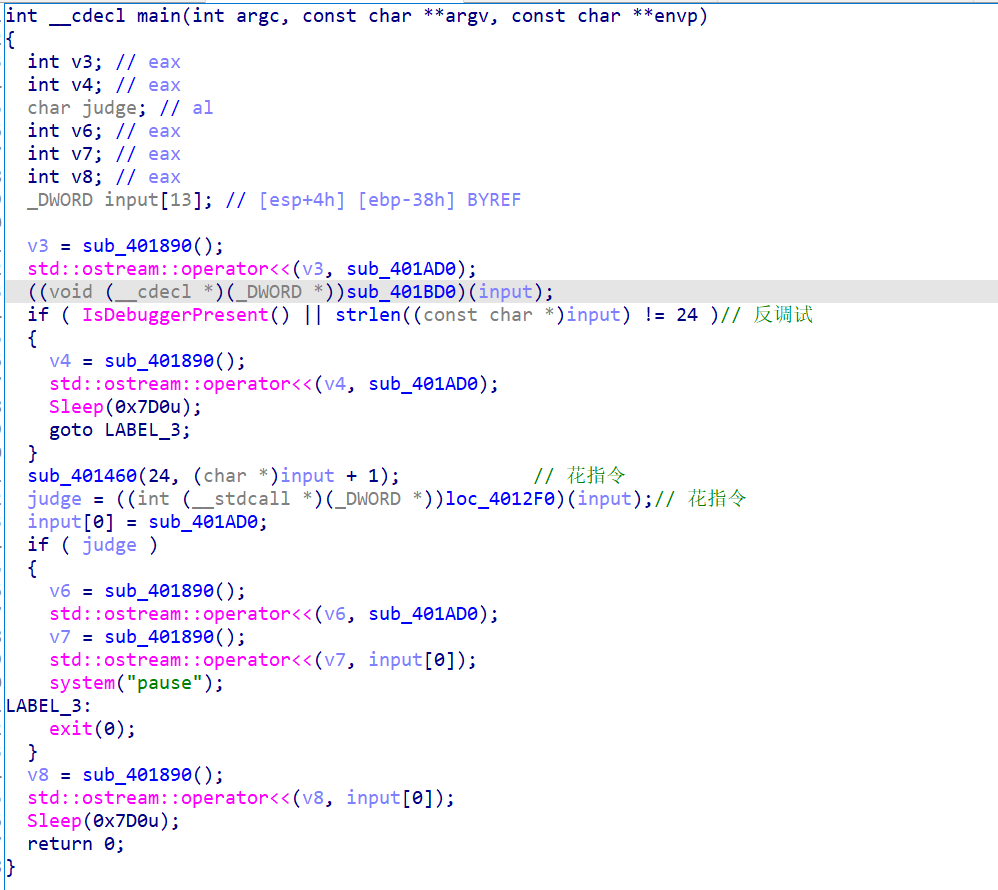 int __cdecl main(int argc, const char **argv, const char **envp)
{
  int v3; // eax
  int v4; // eax
  char judge; // al
  int v6; // eax
  int v7; // eax
  int v8; // eax
  _DWORD input[13]; // [esp+4h] [ebp-38h] BYREF

  v3 = sub_401890();
  std::ostream::operator<<(v3, sub_401AD0);
  ((void (__cdecl *)(_DWORD *))sub_401BD0)(input);
  if ( IsDebuggerPresent() || strlen((const char *)input) != 24 )// 反调试
  {
    v4 = sub_401890();
    std::ostream::operator<<(v4, sub_401AD0);
    Sleep(0x7D0u);
    goto LABEL_3;
  }
  sub_401460(24, (char *)input + 1);            // 花指令
  judge = ((int (__stdcall *)(_DWORD *))loc_4012F0)(input);// 花指令
  input[0] = sub_401AD0;
  if ( judge )
  {
    v6 = sub_401890();
    std::ostream::operator<<(v6, sub_401AD0);
    v7 = sub_401890();
    std::ostream::operator<<(v7, input[0]);
    system("pause");
LABEL_3:
    exit(0);
  }
  v8 = sub_401890();
  std::ostream::operator<<(v8, input[0]);
  Sleep(0x7D0u);
  return 0;
}